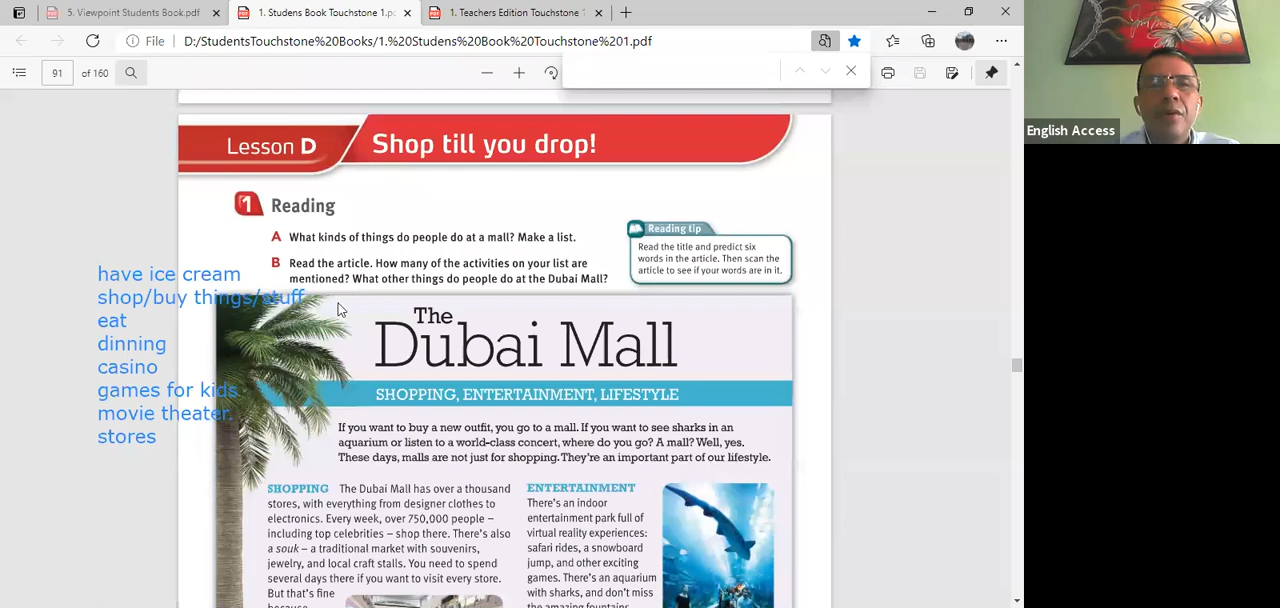 5. Viewpoint Students Book.pdf
1. Studens Book Touchstone 1.p
1. Teachers Edition Touchstone
File D:/StudentsTouchstone%20Books/1.%20Studens%20Book%20Touchstone%201.pdf
91 of 160
English Access
Lesson D Shop till you drop!
1 Reading
A What kinds of things do people do at a mall? Make a list.
B Read the article. How many of the activities on your list are
mentioned? What other things do people do at the Dubai Mall?
Reading tip
Read the title and predict six
words in the article. Then scan the
article to see if your words are in it.
have ice cream
shop/buy things/stuff
eat
dinning
casino
games for kids
movie theater.
stores
The
Dubai Mall
SHOPPING, ENTERTAINMENT, LIFESTYLE
If you want to buy a new outfit, you go to a mall. If you want to see sharks in an
aquarium or listen to a world-class concert, where do you go? A mall? Well, yes.
These days, malls are not just for shopping. They're an important part of our lifestyle.
SHOPPING The Dubai Mall has over a thousand
stores, with everything from designer clothes to
electronics. Every week, over 750,000 people –
including top celebrities – shop there. There's also
a souk – a traditional market with souvenirs,
jewelry, and local craft stalls. You need to spend
several days there if you want to visit every store.
But that's fine
because
ENTERTAINMENT
There's an indoor
entertainment park full of
virtual reality experiences:
safari rides, a snowboard
jump, and other exciting
games. There's an aquarium
with sharks, and don't miss
the amazing fountains